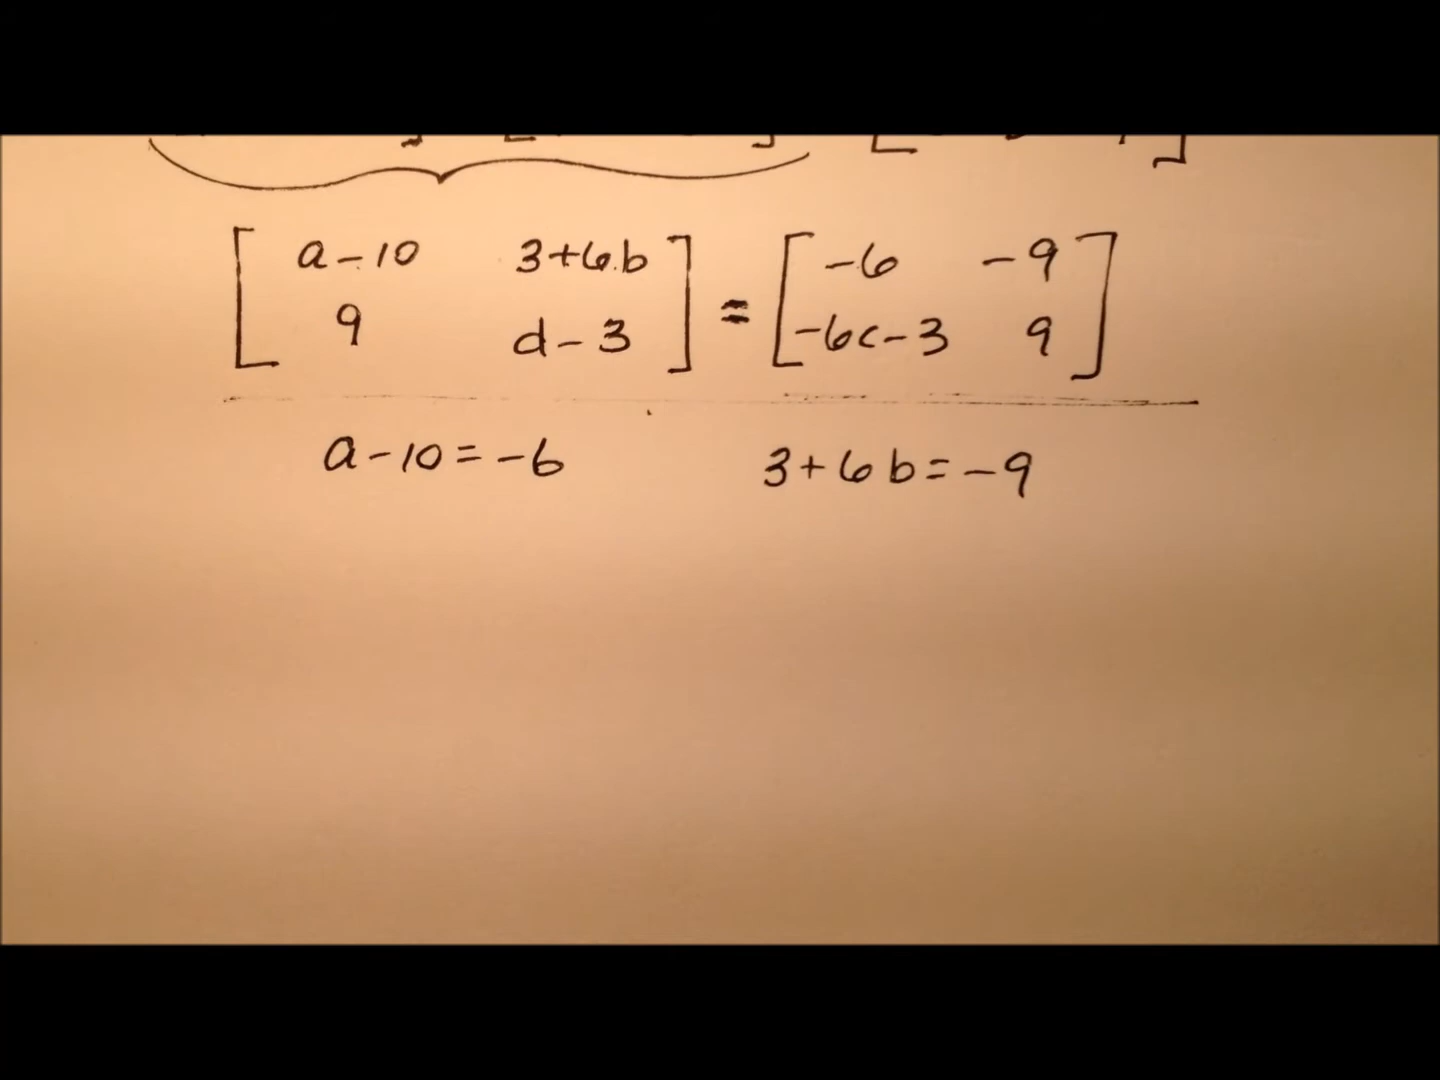 [ a-10 3+6b ] = [ -6 -9 ]
[ 9 d-3 ] [ -6c-3 9 ]
a-10=-6 3+6b=-9